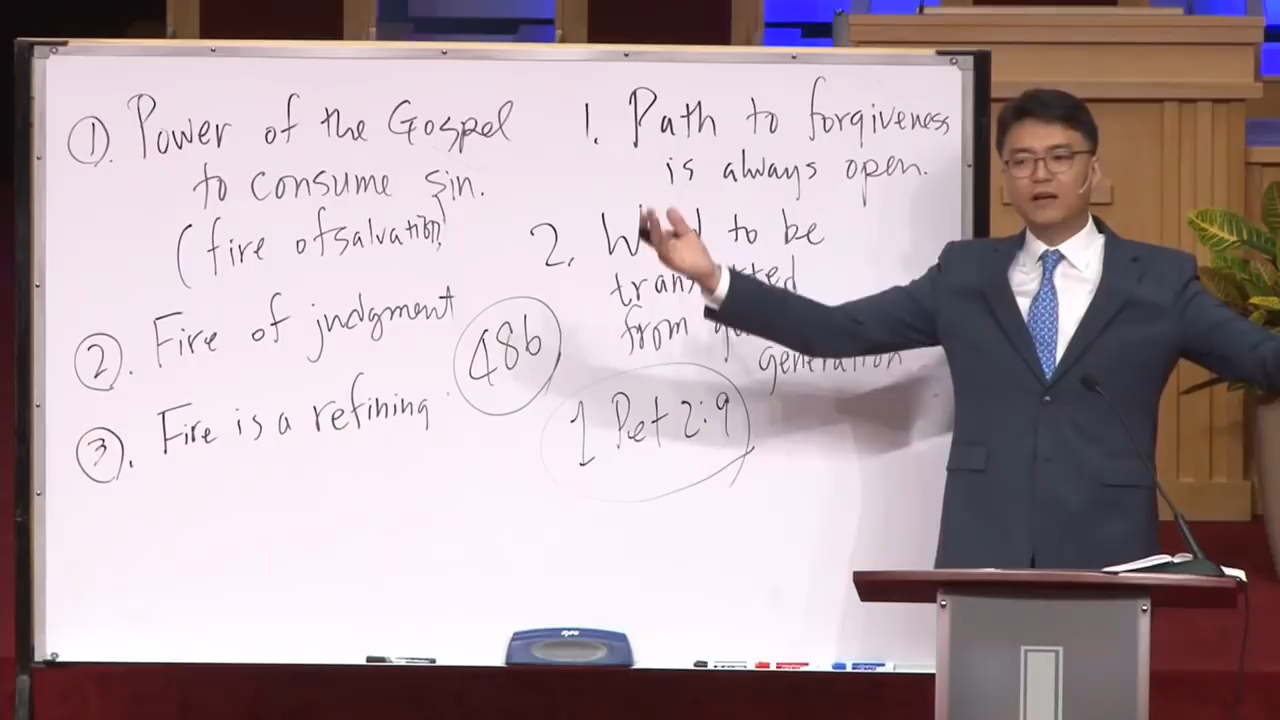 ①. Power of the Gospel
to consume sin.
(fire of salvation)
②. Fire of judgment
③. Fire is a refining
486
1. Path to forgiveness
is always open.
2. to be
from
generation
1 Pet 2:9
expo